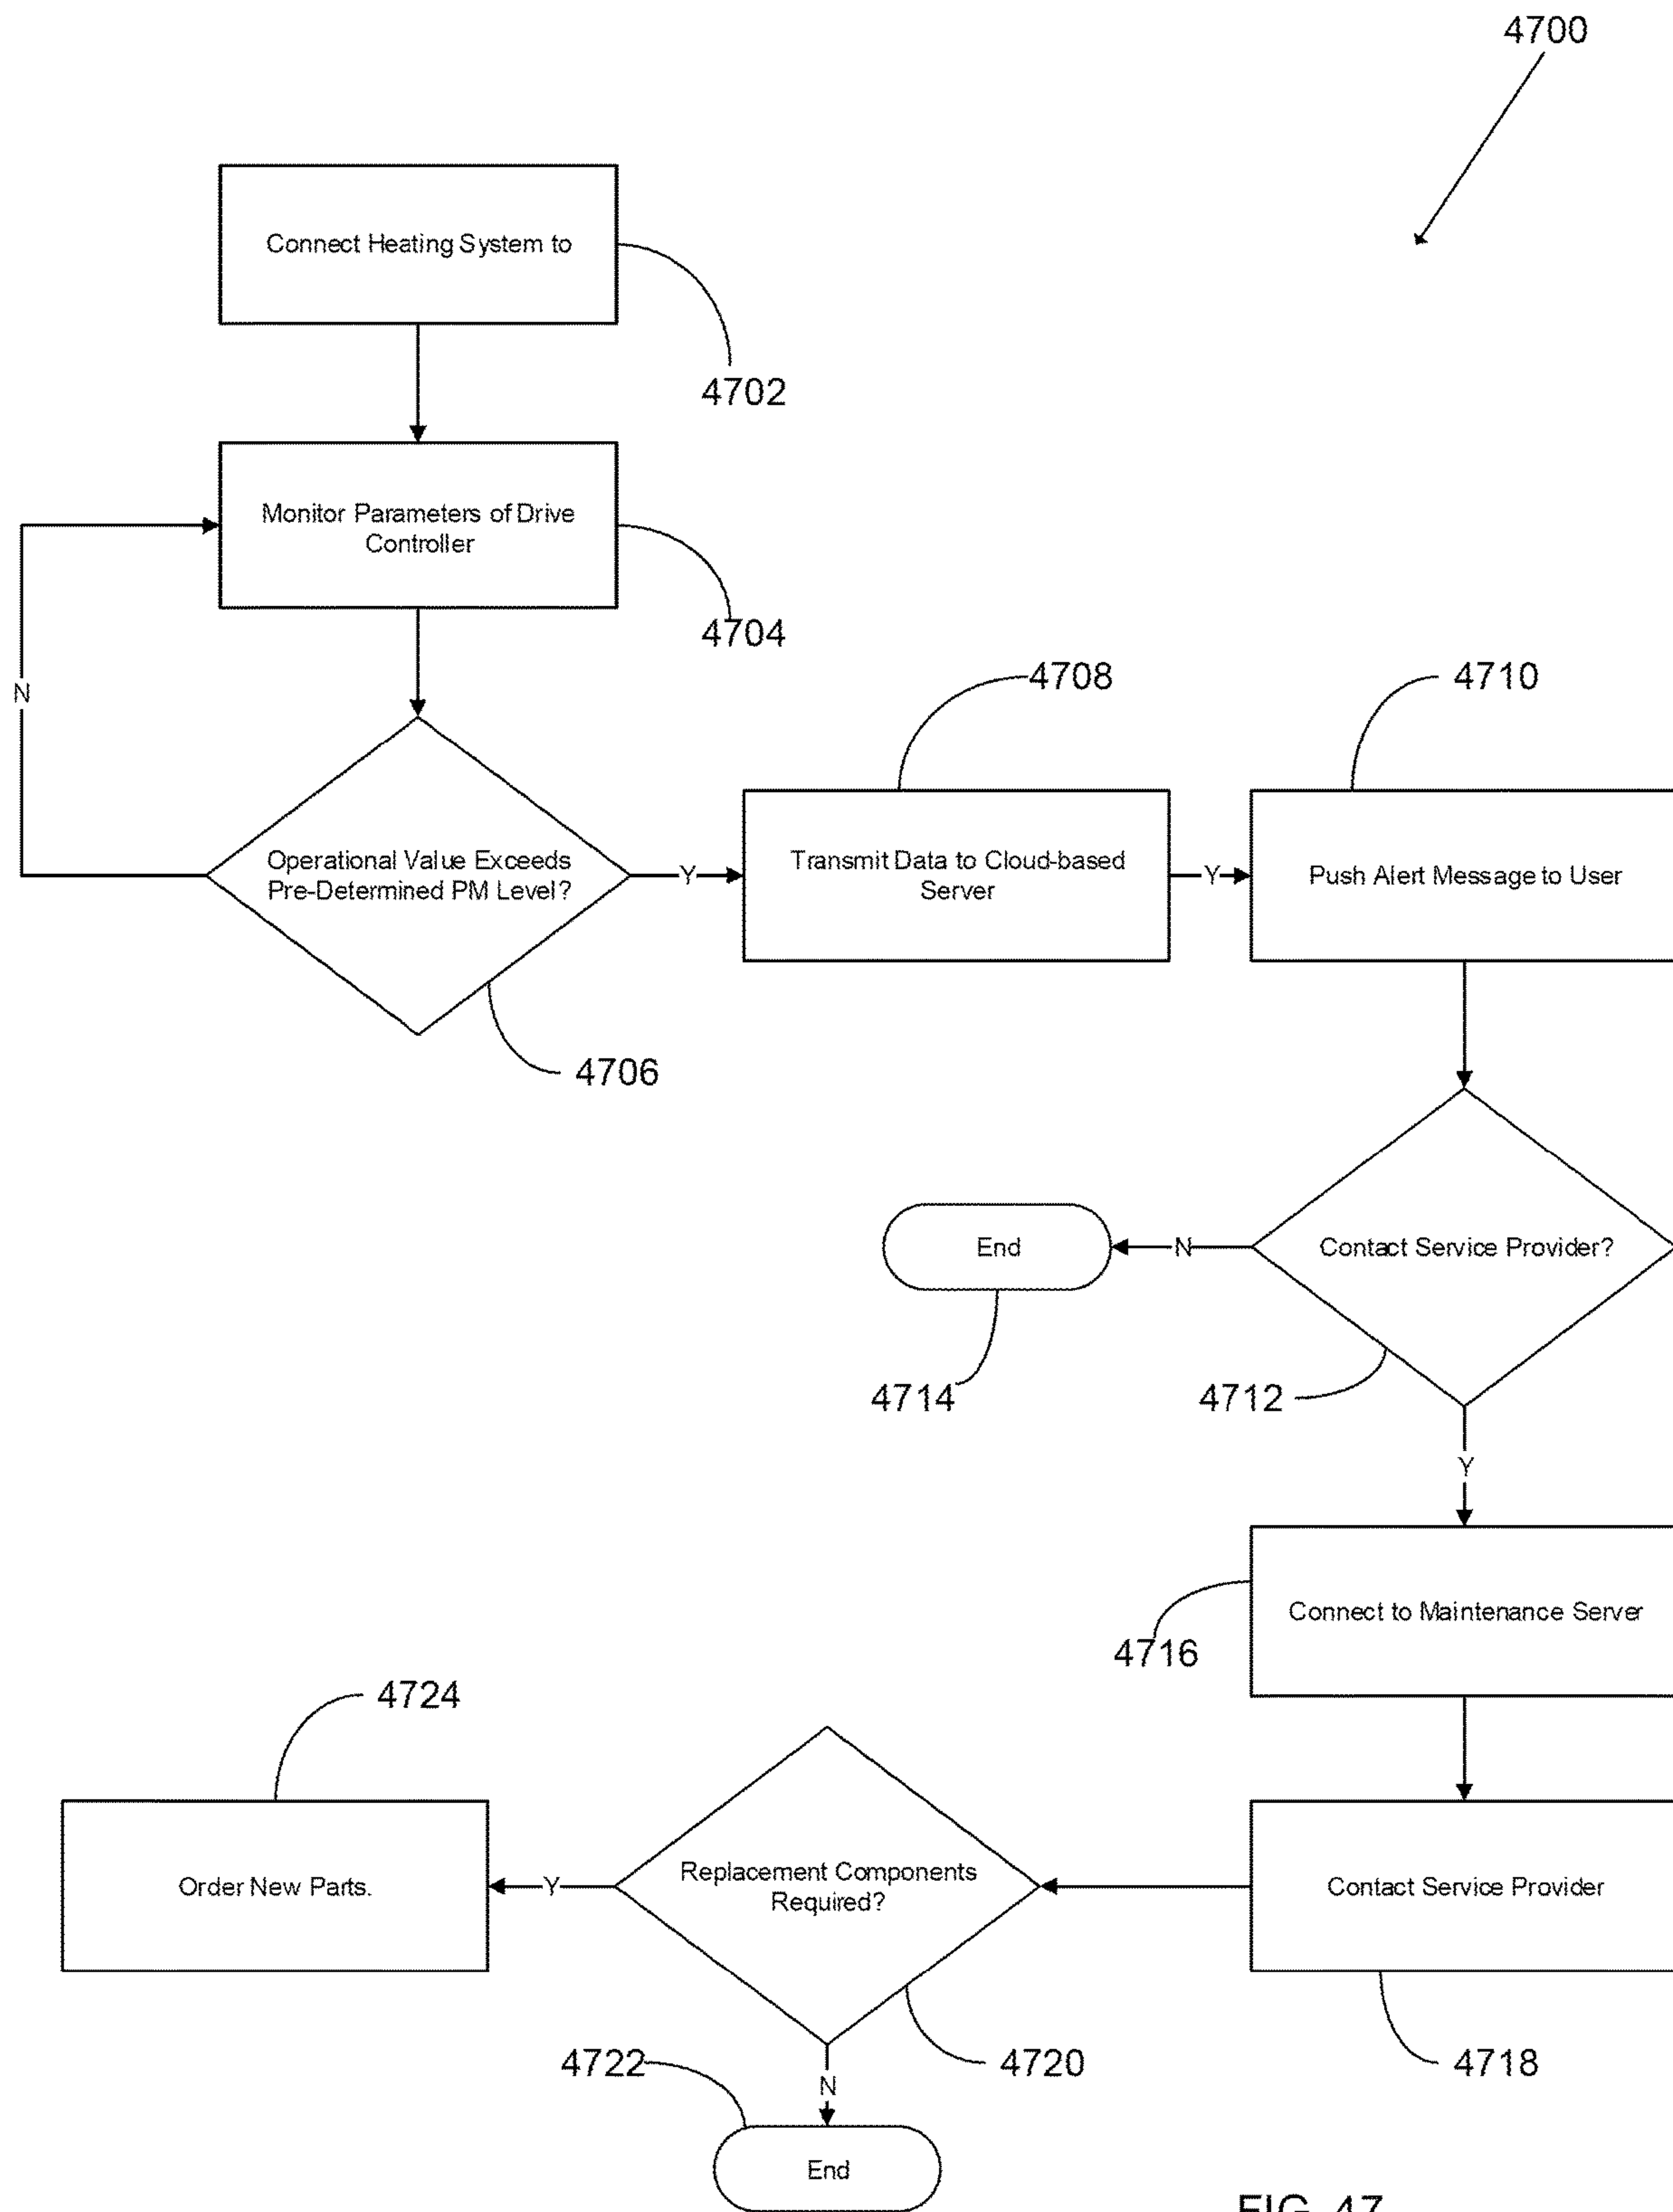 4700
Connect Heating System to
4702
Monitor Parameters of Drive
Controller
4704
N
4708
4710
Operational Value Exceeds
Pre-Determined PM Level?
Y
Transmit Data to Cloud-based
Server
Y
Push Alert Message to User
4706
End
N
Contact Service Provider?
4714
4712
Y
Connect to Maintenance Server
4716
4724
Order New Parts.
Y
Replacement Components
Required?
Contact Service Provider
4722
4720
4718
N
End
FIG. 47